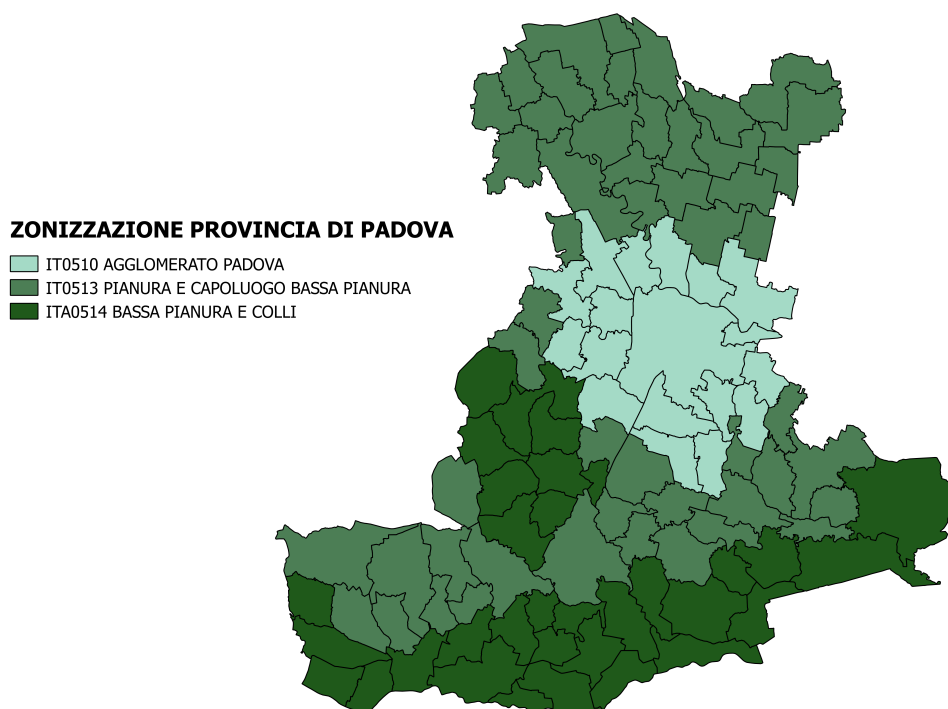 ZONIZZAZIONE PROVINCIA DI PADOVA
IT0510 AGGLOMERATO PADOVA
IT0513 PIANURA E CAPOLUOGO BASSA PIANURA
ITA0514 BASSA PIANURA E COLLI